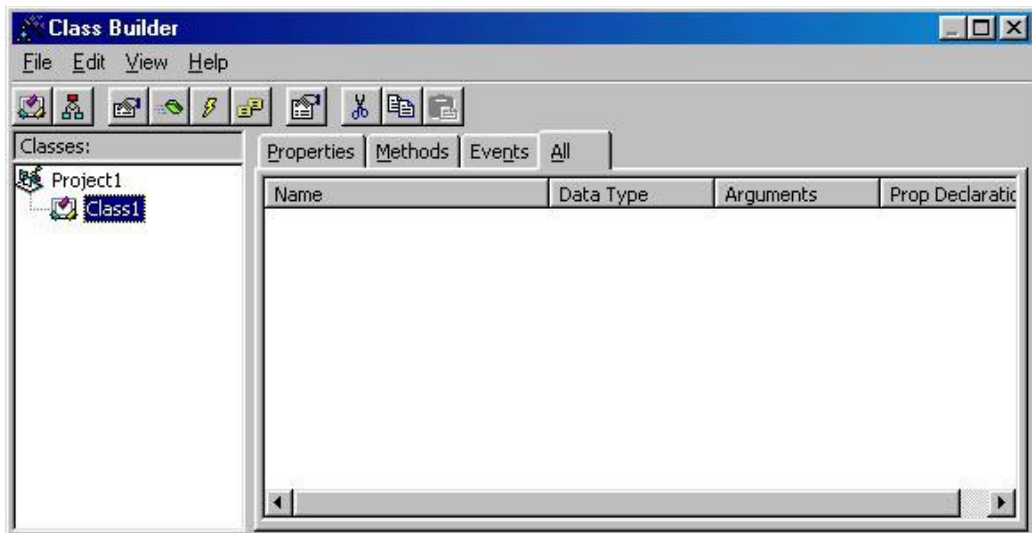 Class Builder
File Edit View Help
Classes:
Properties Methods Events All
Project1
Class1
Name Data Type Arguments Prop Declaratio